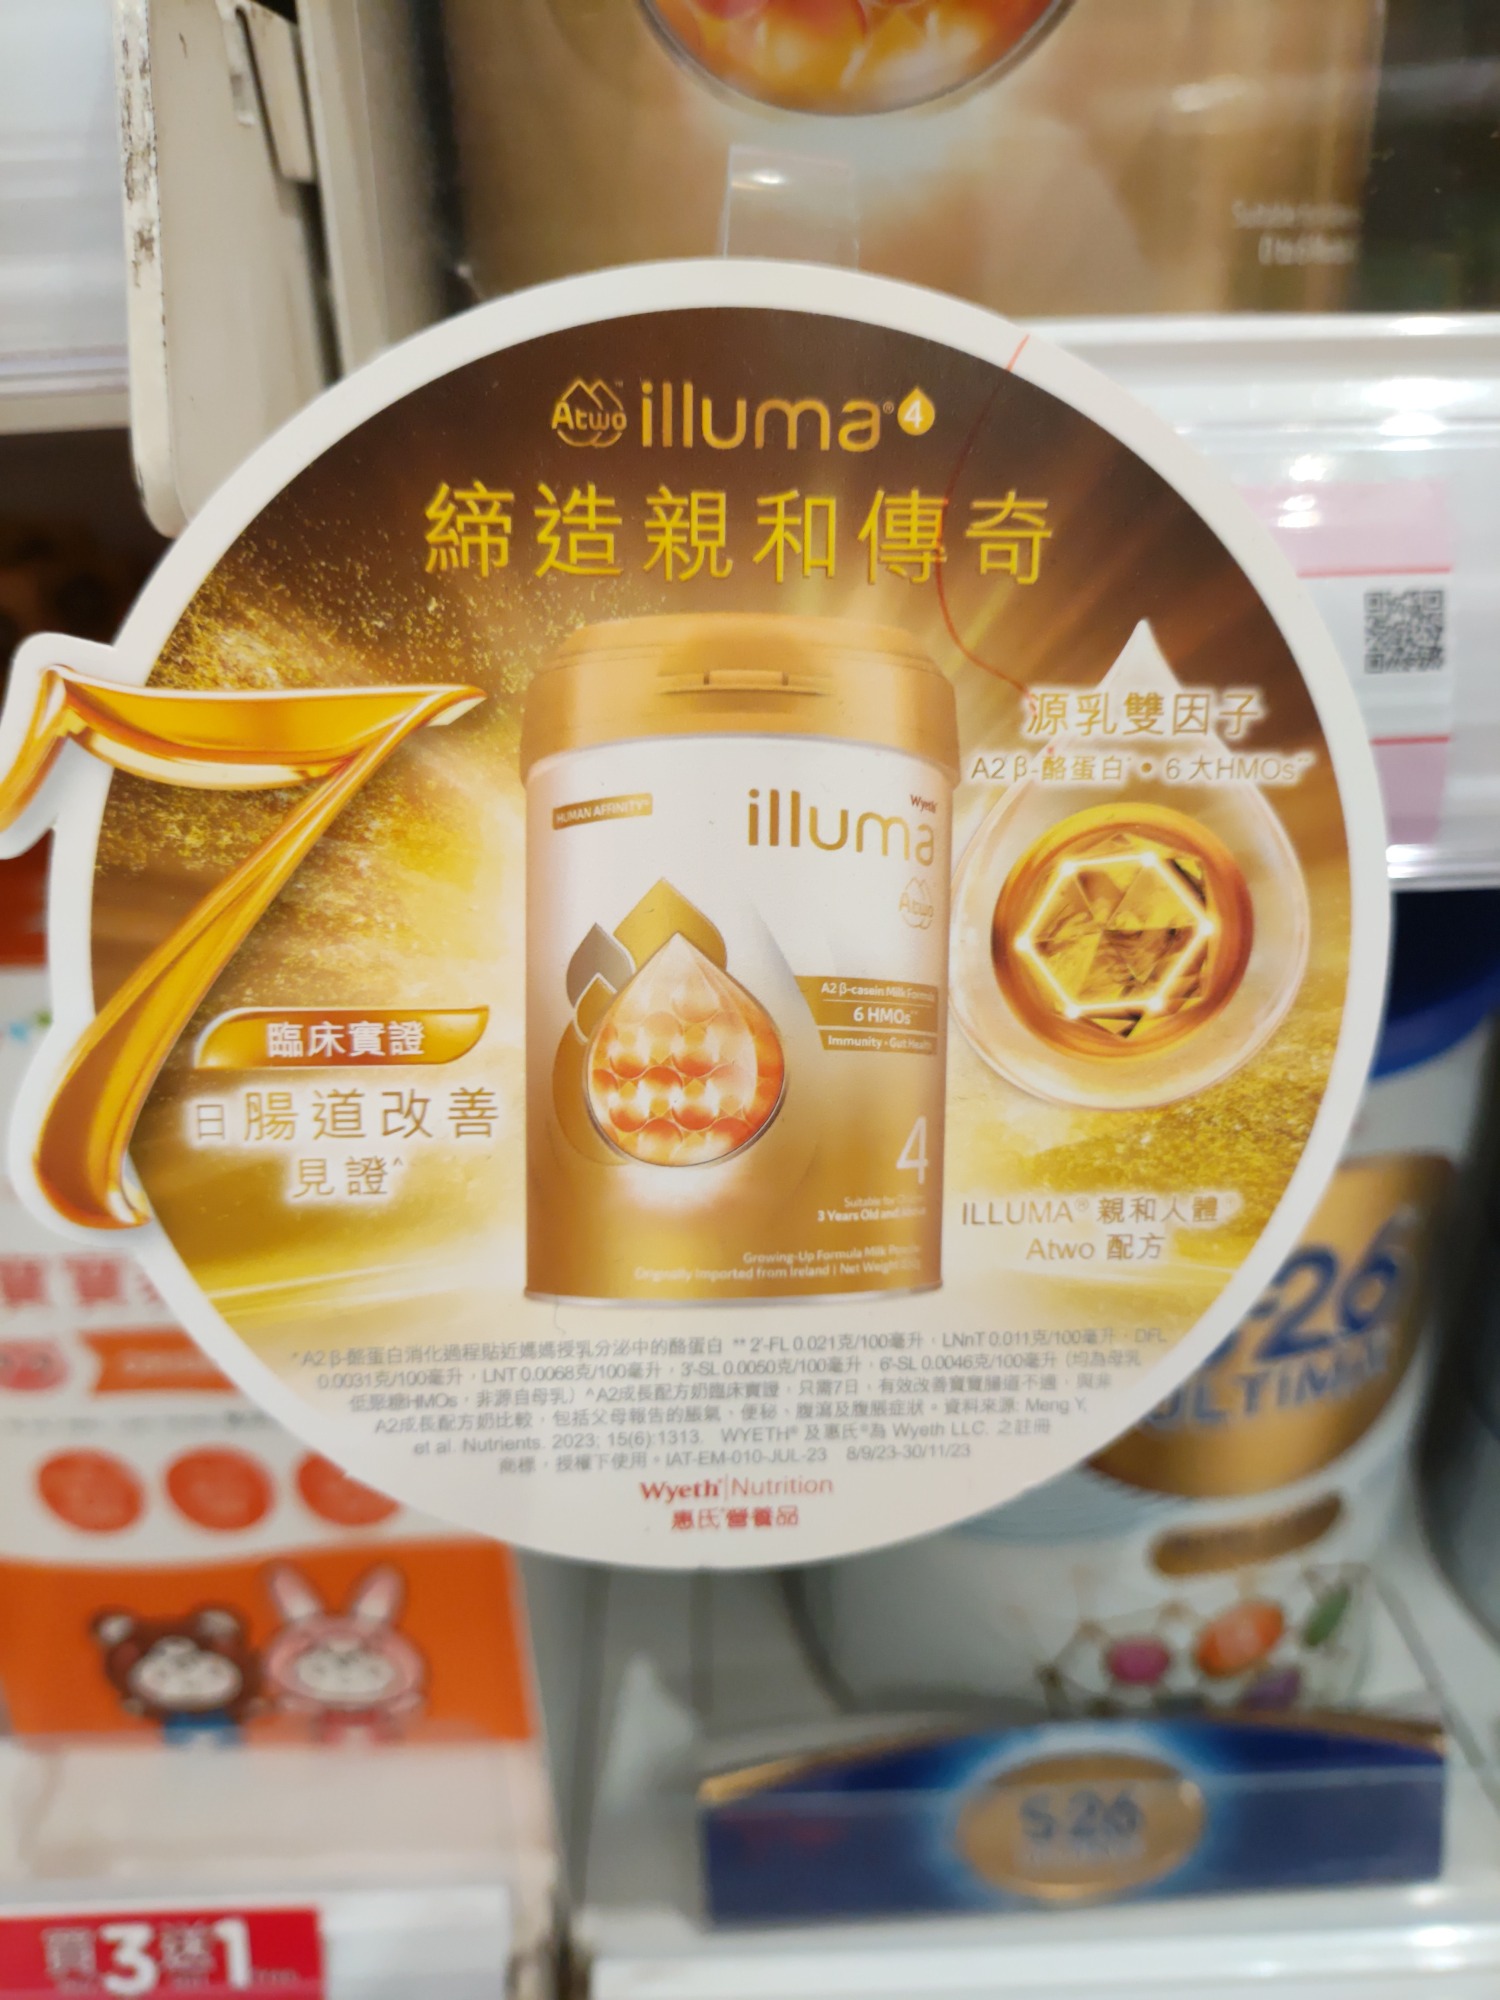 Atwo™ illuma®4
締造親和傳奇
7
臨床實證
日腸道改善
見證^
HUMAN AFFINITY
Wyeth
illuma
Atwo
A2 β-casein Milk Formula
6 HMOs**
Immunity • Gut Health
4
Suitable for
3 Years Old and
Growing-Up Formula Milk
Originally Imported from Ireland | Net Weight
源乳雙因子
A2 β-酪蛋白*•6大HMOs**
ILLUMA®親和人體
Atwo 配方
*A2 β-酪蛋白消化過程貼近媽媽授乳分泌中的酪蛋白 **2'-FL 0.021克/100毫升，LNnT 0.011克/100毫升，DFL
0.0031克/100毫升，LNT 0.0068克/100毫升，3'-SL 0.0050克/100毫升，6'-SL 0.0046克/100毫升 (均為母乳
低聚糖HMOs，非源自母乳) ^A2成長配方奶臨床實證，只需7日，有效改善寶寶腸道不適，與非
A2成長配方奶比較，包括父母報告的脹氣、便秘、腹瀉及腹脹症狀。資料來源: Meng Y,
et al. Nutrients. 2023; 15(6):1313. WYETH® 及惠氏®為 Wyeth LLC. 之註冊
商標，授權下使用。IAT-EM-010-JUL-23 8/9/23-30/11/23
Wyeth®|Nutrition
惠氏®營養品
S-26
ULTIMA
S-26
買3送1